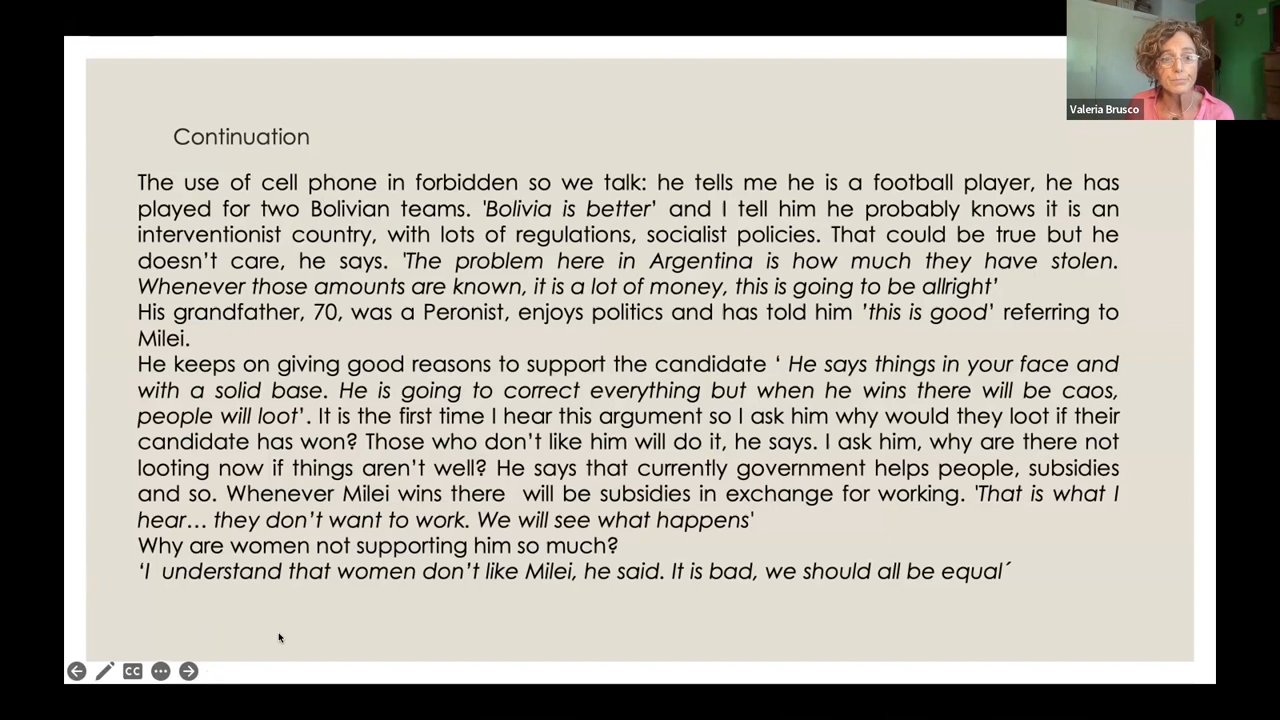 Valeria Brusco
Continuation
The use of cell phone in forbidden so we talk: he tells me he is a football player, he has
played for two Bolivian teams. 'Bolivia is better' and I tell him he probably knows it is an
interventionist country, with lots of regulations, socialist policies. That could be true but he
doesn’t care, he says. 'The problem here in Argentina is how much they have stolen.
Whenever those amounts are known, it is a lot of money, this is going to be allright’
His grandfather, 70, was a Peronist, enjoys politics and has told him ’this is good’ referring to
Milei.
He keeps on giving good reasons to support the candidate ‘ He says things in your face and
with a solid base. He is going to correct everything but when he wins there will be caos,
people will loot’. It is the first time I hear this argument so I ask him why would they loot if their
candidate has won? Those who don’t like him will do it, he says. I ask him, why are there not
looting now if things aren’t well? He says that currently government helps people, subsidies
and so. Whenever Milei wins there  will be subsidies in exchange for working. 'That is what I
hear… they don’t want to work. We will see what happens'
Why are women not supporting him so much?
‘I  understand that women don’t like Milei, he said. It is bad, we should all be equal´
CC